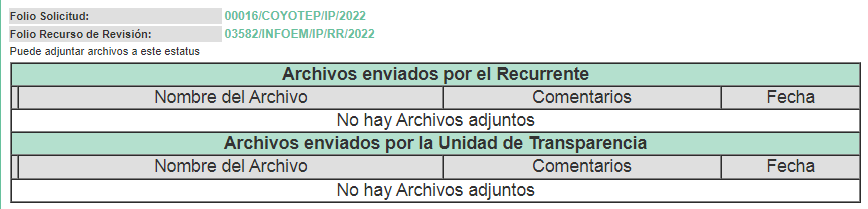 Folio Solicitud: 00016/COYOTEP/IP/2022
Folio Recurso de Revisión: 03582/INFOEM/IP/RR/2022
Puede adjuntar archivos a este estatus
Archivos enviados por el Recurrente
Nombre del Archivo Comentarios Fecha
No hay Archivos adjuntos
Archivos enviados por la Unidad de Transparencia
Nombre del Archivo Comentarios Fecha
No hay Archivos adjuntos